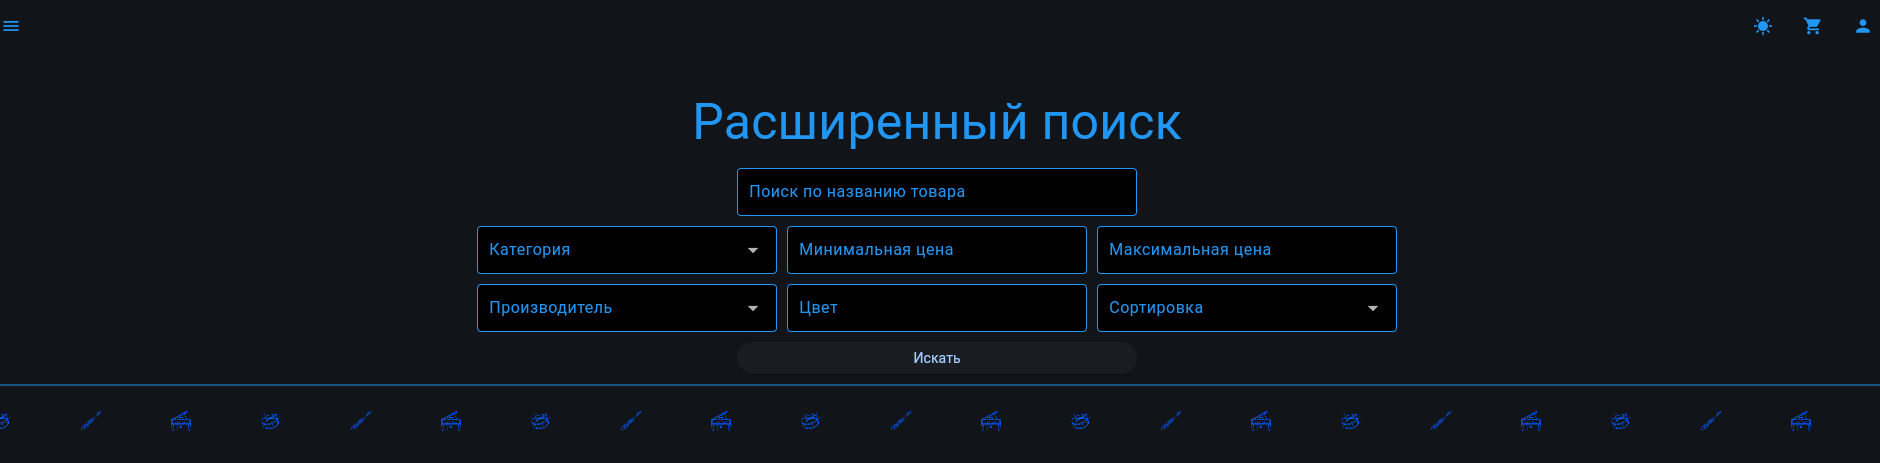 Расширенный поиск
Поиск по названию товара
Категория
Минимальная цена
Максимальная цена
Производитель
Цвет
Сортировка
Искать